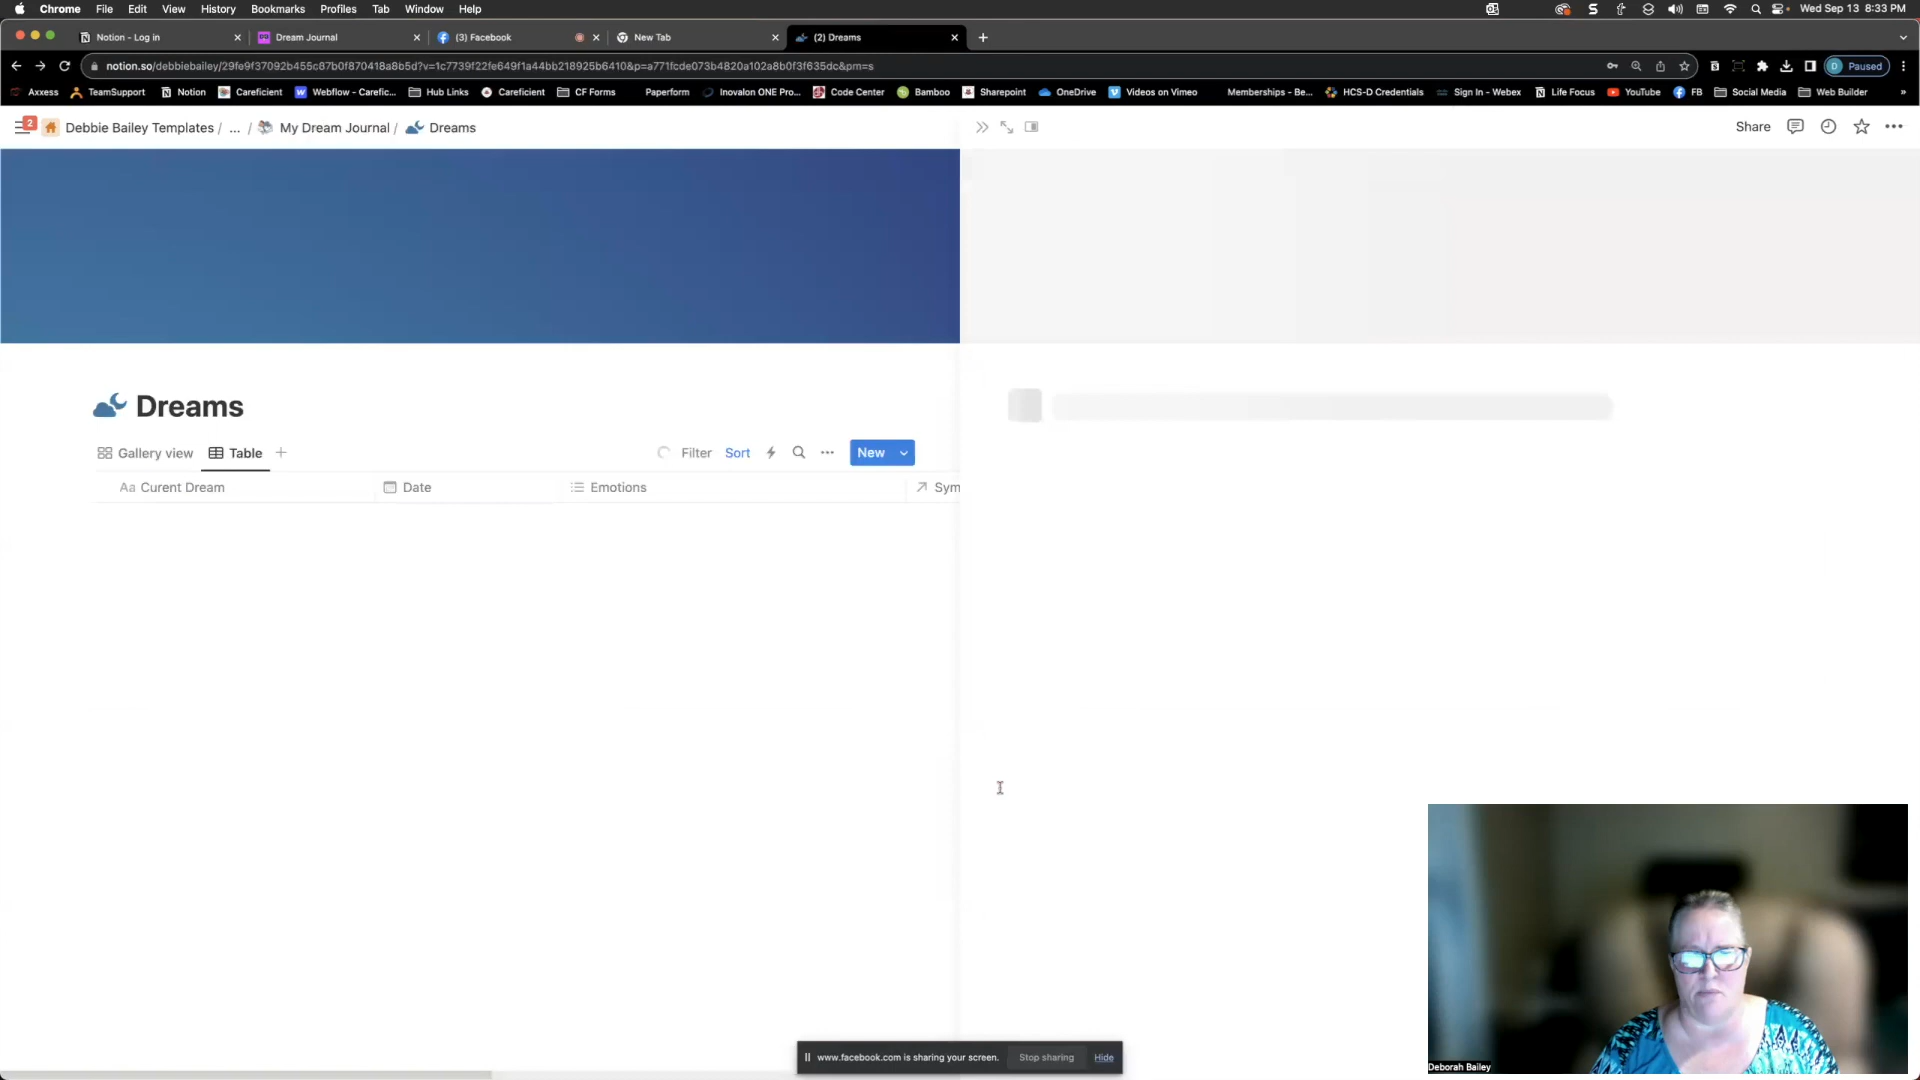 Chrome File Edit View History Bookmarks Profiles Tab Window Help Wed Sep 13 8:33 PM
Notion - Log in Dream Journal (3) Facebook New Tab (2) Dreams
notion.so/debbiebailey/29fe9f37092b455c87b0f870418a8b5d?v=1c7739f22fe649f1a44bb218925b6410&p=a771fcde073b4820a102a8b0f3f635dc&pm=s D Paused
Axxess TeamSupport Notion Careficient Webflow - Carefic... Hub Links Careficient CF Forms Paperform Inovalon ONE Pro... Code Center Bamboo Sharepoint OneDrive Videos on Vimeo Memberships - Be... HCS-D Credentials Sign In - Webex Life Focus YouTube FB Social Media Web Builder »
2 Debbie Bailey Templates / ... / My Dream Journal / Dreams Share
Dreams
Gallery view Table + Filter Sort New
Aa Curent Dream Date Emotions Sym
www.facebook.com is sharing your screen. Stop sharing Hide
Deborah Bailey